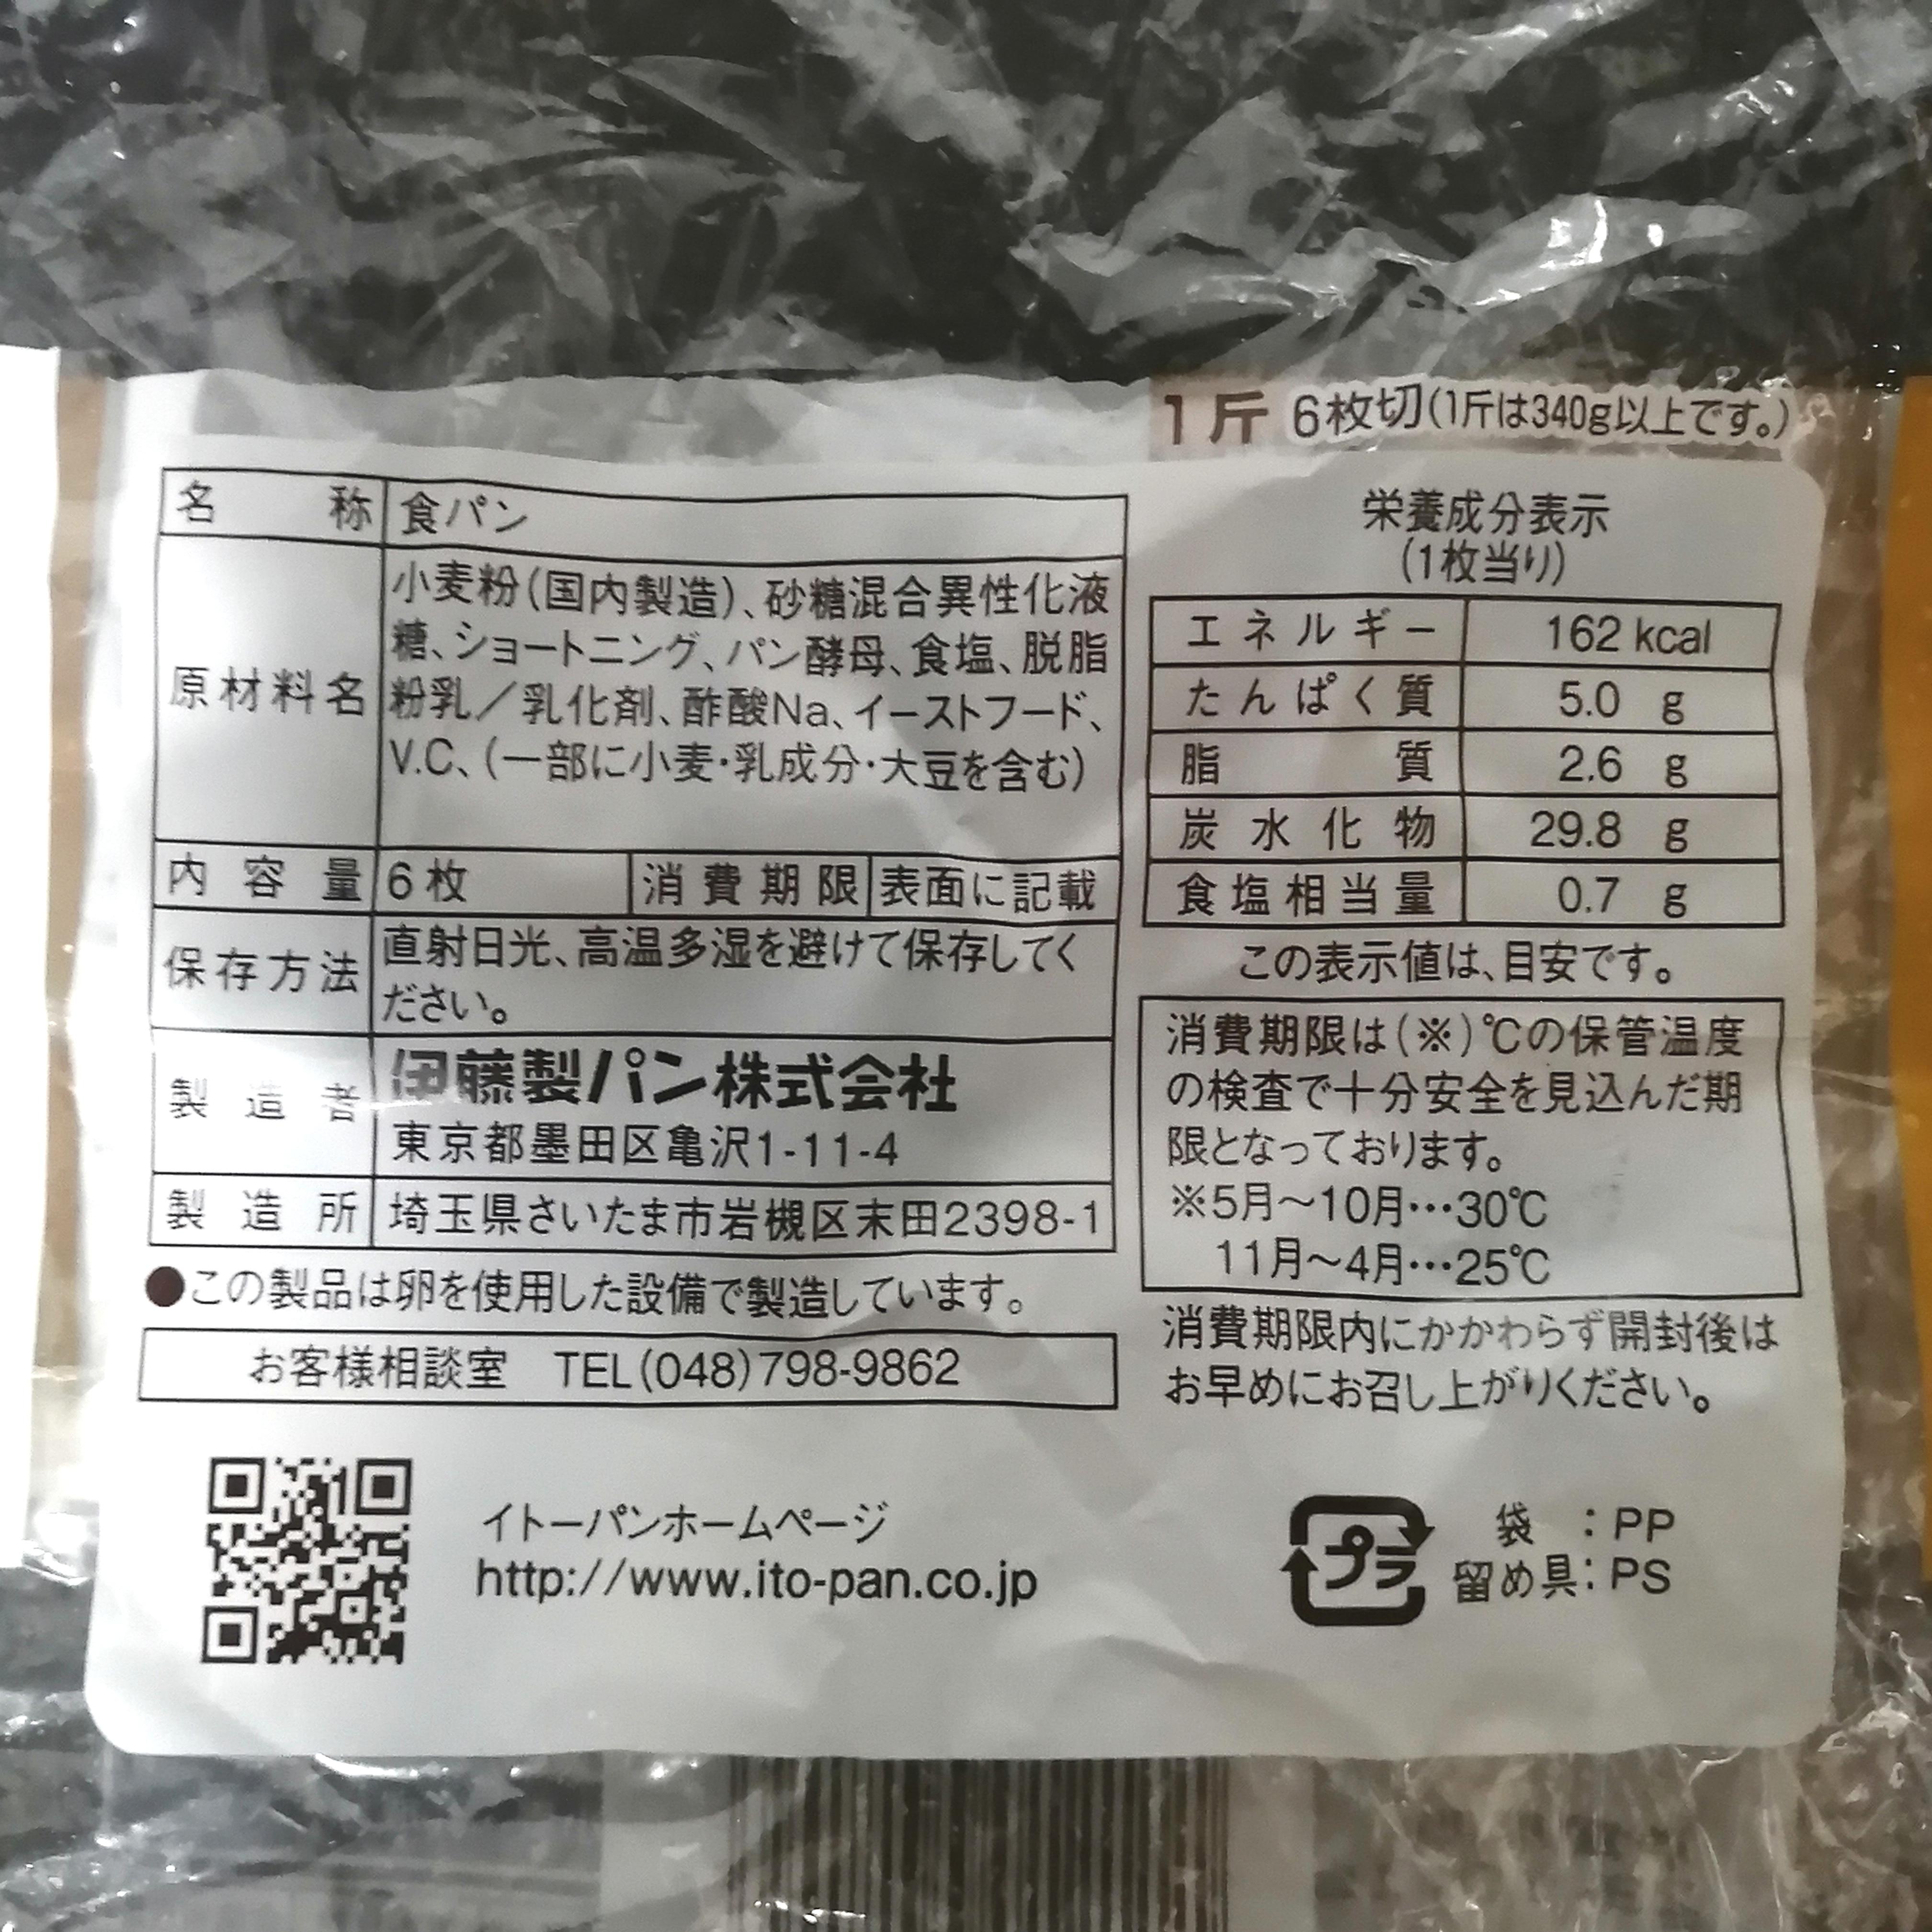 1斤 6枚切(1斤は340g以上です。)
名称 食パン
原材料名
小麦粉(国内製造)、砂糖混合異性化液
糖、ショートニング、パン酵母、食塩、脱脂
粉乳／乳化剤、酢酸Na、イーストフード、
V.C、(一部に小麦・乳成分・大豆を含む)
内容量 6枚 消費期限 表面に記載
保存方法
直射日光、高温多湿を避けて保存してく
ださい。
製造者
伊藤製パン株式会社
東京都墨田区亀沢1-11-4
製造所 埼玉県さいたま市岩槻区末田2398-1
●この製品は卵を使用した設備で製造しています。
お客様相談室 TEL(048)798-9862
イトーパンホームページ
http://www.ito-pan.co.jp
栄養成分表示
(1枚当り)
エネルギー 162 kcal
たんぱく質 5.0 g
脂質 2.6 g
炭水化物 29.8 g
食塩相当量 0.7 g
この表示値は、目安です。
消費期限は(※)℃の保管温度
の検査で十分安全を見込んだ期
限となっております。
※5月～10月…30℃
11月～4月…25℃
消費期限内にかかわらず開封後は
お早めにお召し上がりください。
プラ
袋 : PP
留め具: PS